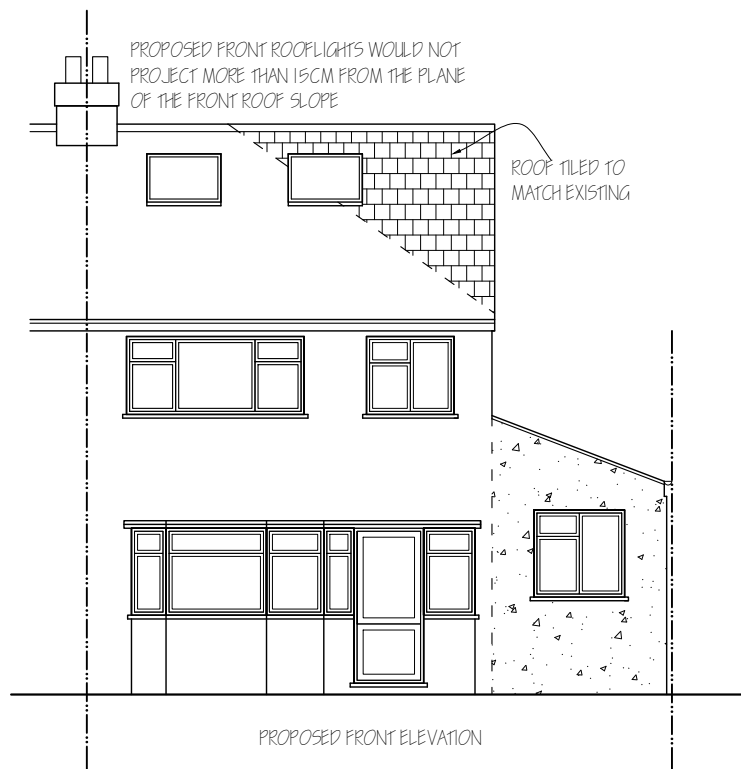 PROPOSED FRONT ROOFLIGHTS WOULD NOT
PROJECT MORE THAN 15CM FROM THE PLANE
OF THE FRONT ROOF SLOPE
ROOF TILED TO
MATCH EXISTING
PROPOSED FRONT ELEVATION